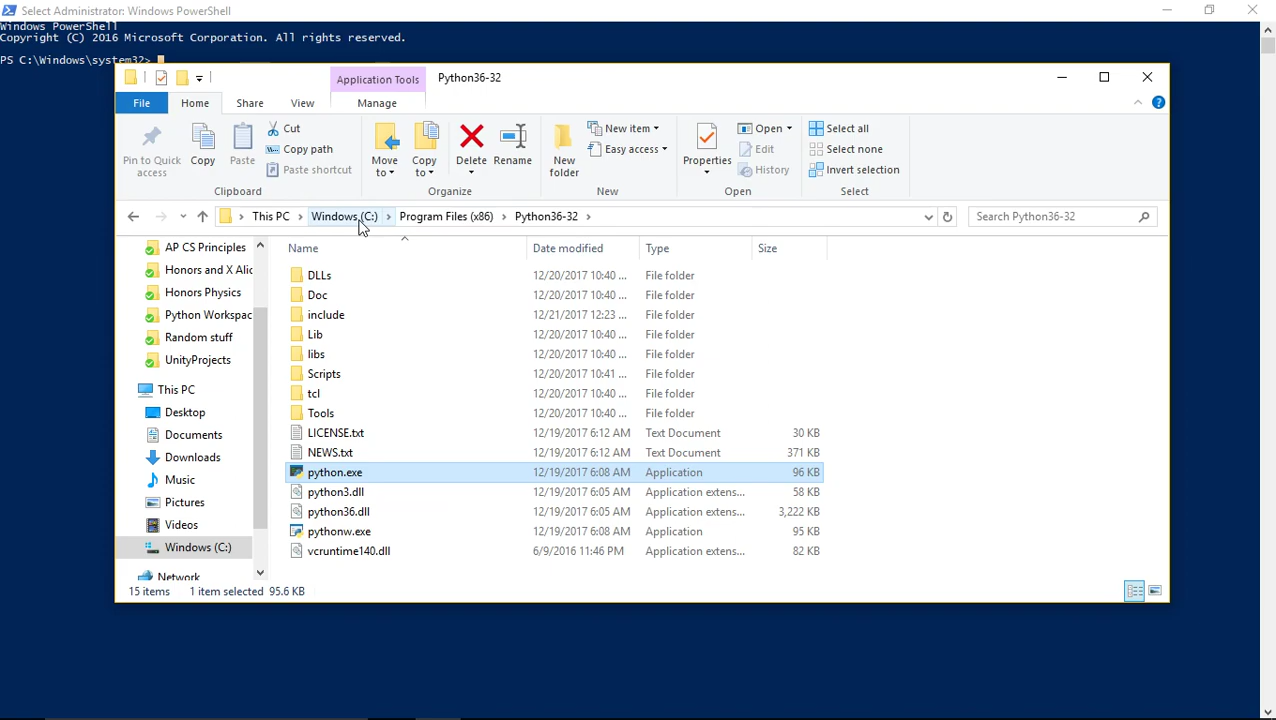 Select Administrator: Windows PowerShell
Windows PowerShell
Copyright (C) 2016 Microsoft Corporation. All rights reserved.
PS C:\Windows\system32>
Application Tools
Python36-32
File
Home
Share
View
Manage
Pin to Quick access
Copy
Paste
Cut
Copy path
Paste shortcut
Clipboard
Move to
Copy to
Delete
Rename
Organize
New folder
New item
Easy access
New
Properties
Open
Edit
History
Open
Select all
Select none
Invert selection
Select
This PC
Windows (C:)
Program Files (x86)
Python36-32
Search Python36-32
AP CS Principles
Honors and X Alic
Honors Physics
Python Workspac
Random stuff
UnityProjects
This PC
Desktop
Documents
Downloads
Music
Pictures
Videos
Windows (C:)
Network
Name Date modified Type Size
DLLs 12/20/2017 10:40 ... File folder
Doc 12/20/2017 10:40 ... File folder
include 12/21/2017 12:23 ... File folder
Lib 12/20/2017 10:40 ... File folder
libs 12/20/2017 10:40 ... File folder
Scripts 12/20/2017 10:41 ... File folder
tcl 12/20/2017 10:40 ... File folder
Tools 12/20/2017 10:40 ... File folder
LICENSE.txt 12/19/2017 6:12 AM Text Document 30 KB
NEWS.txt 12/19/2017 6:12 AM Text Document 371 KB
python.exe 12/19/2017 6:08 AM Application 96 KB
python3.dll 12/19/2017 6:05 AM Application extens... 58 KB
python36.dll 12/19/2017 6:05 AM Application extens... 3,222 KB
pythonw.exe 12/19/2017 6:08 AM Application 95 KB
vcruntime140.dll 6/9/2016 11:46 PM Application extens... 82 KB
15 items 1 item selected 95.6 KB